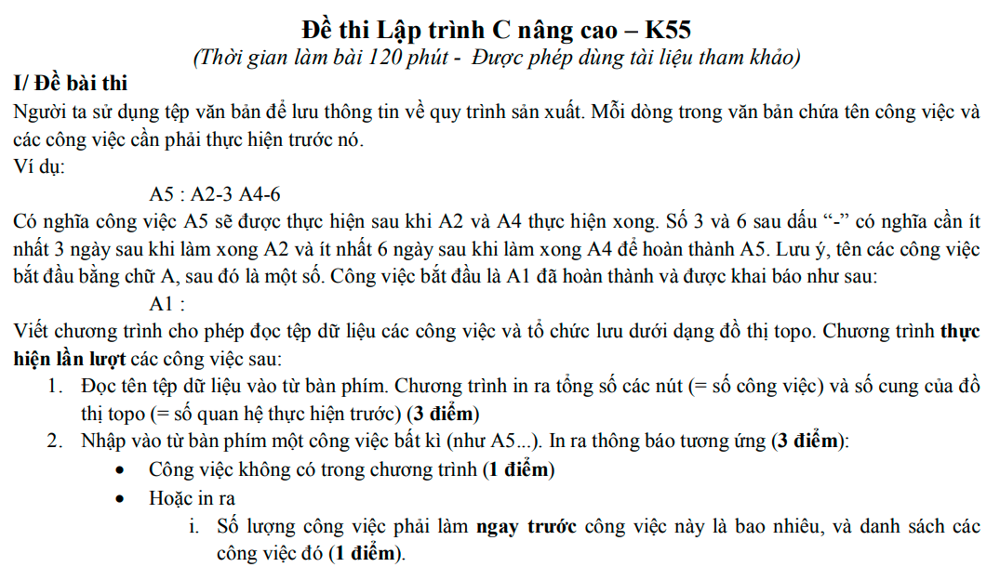 Đề thi Lập trình C nâng cao – K55
(Thời gian làm bài 120 phút - Được phép dùng tài liệu tham khảo)
I/ Đề bài thi
Người ta sử dụng tệp văn bản để lưu thông tin về quy trình sản xuất. Mỗi dòng trong văn bản chứa tên công việc và
các công việc cần phải thực hiện trước nó.
Ví dụ:
A5 : A2-3 A4-6
Có nghĩa công việc A5 sẽ được thực hiện sau khi A2 và A4 thực hiện xong. Số 3 và 6 sau dấu “-” có nghĩa cần ít
nhất 3 ngày sau khi làm xong A2 và ít nhất 6 ngày sau khi làm xong A4 để hoàn thành A5. Lưu ý, tên các công việc
bắt đầu bằng chữ A, sau đó là một số. Công việc bắt đầu là A1 đã hoàn thành và được khai báo như sau:
A1 :
Viết chương trình cho phép đọc tệp dữ liệu các công việc và tổ chức lưu dưới dạng đồ thị topo. Chương trình thực
hiện lần lượt các công việc sau:
1. Đọc tên tệp dữ liệu vào từ bàn phím. Chương trình in ra tổng số các nút (= số công việc) và số cung của đồ
thị topo (= số quan hệ thực hiện trước) (3 điểm)
2. Nhập vào từ bàn phím một công việc bất kì (như A5...). In ra thông báo tương ứng (3 điểm):
• Công việc không có trong chương trình (1 điểm)
• Hoặc in ra
i. Số lượng công việc phải làm ngay trước công việc này là bao nhiêu, và danh sách các
công việc đó (1 điểm).